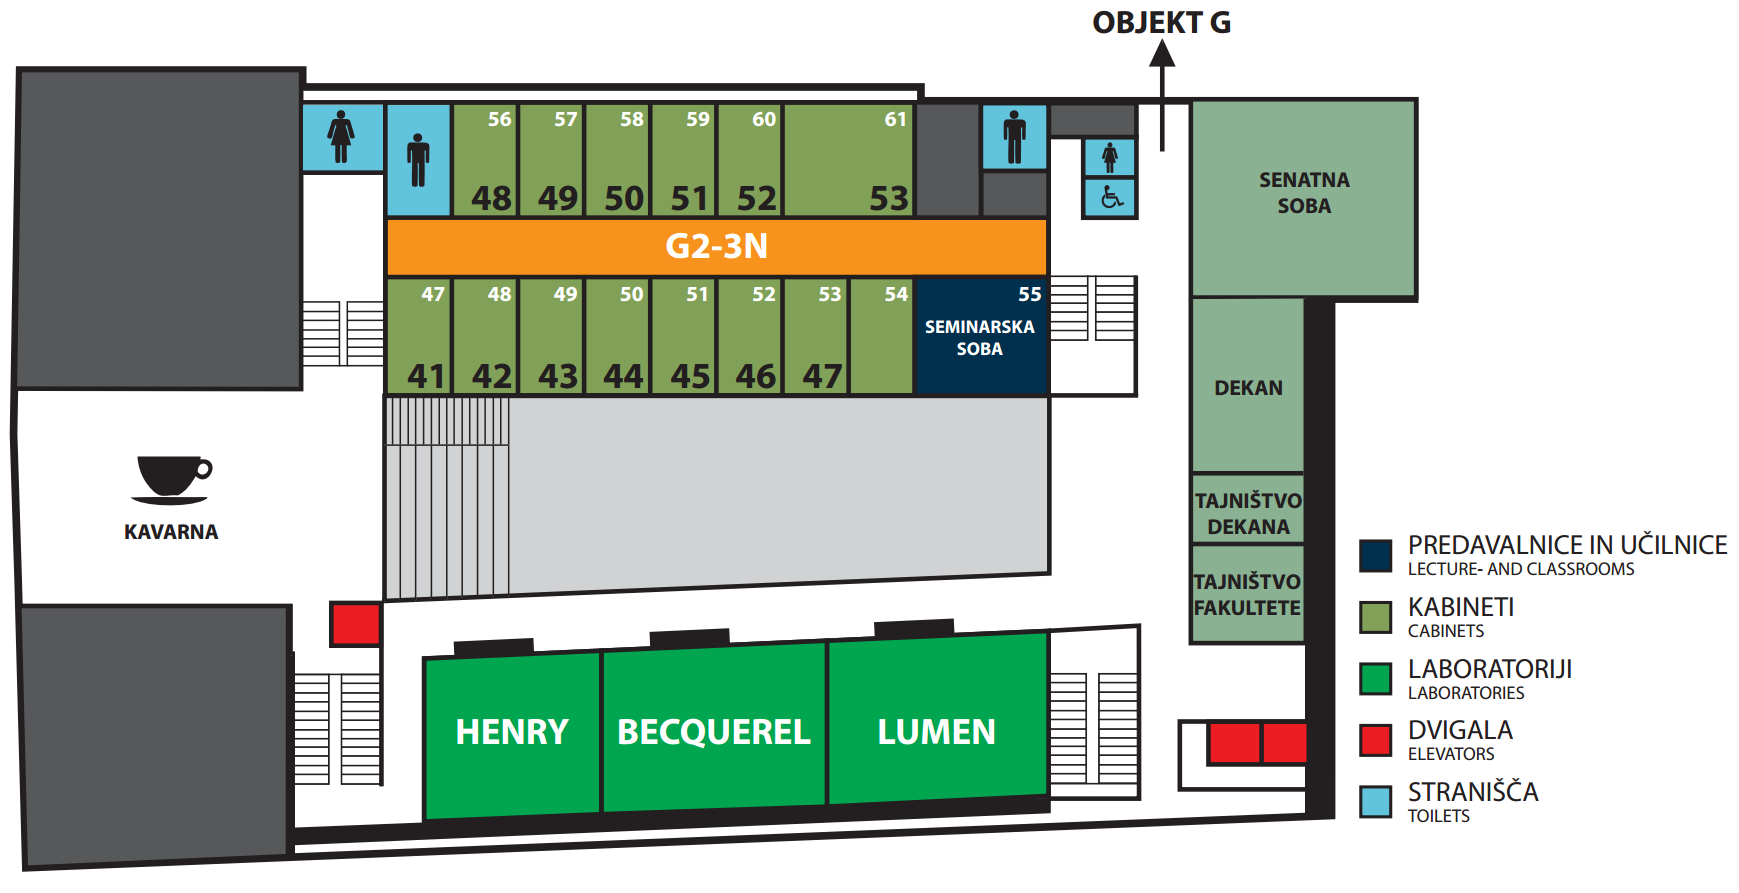 OBJEKT G
56 57 58 59 60 61
48 49 50 51 52 53
G2-3N
47 48 49 50 51 52 53 54 55
SEMINARSKA
SOBA
41 42 43 44 45 46 47
SENATNA
SOBA
DEKAN
TAJNIŠTVO
DEKANA
TAJNIŠTVO
FAKULTETE
KAVARNA
HENRY
BECQUEREL
LUMEN
PREDAVALNICE IN UČILNICE
LECTURE- AND CLASSROOMS
KABINETI
CABINETS
LABORATORIJI
LABORATORIES
DVIGALA
ELEVATORS
STRANIŠČA
TOILETS